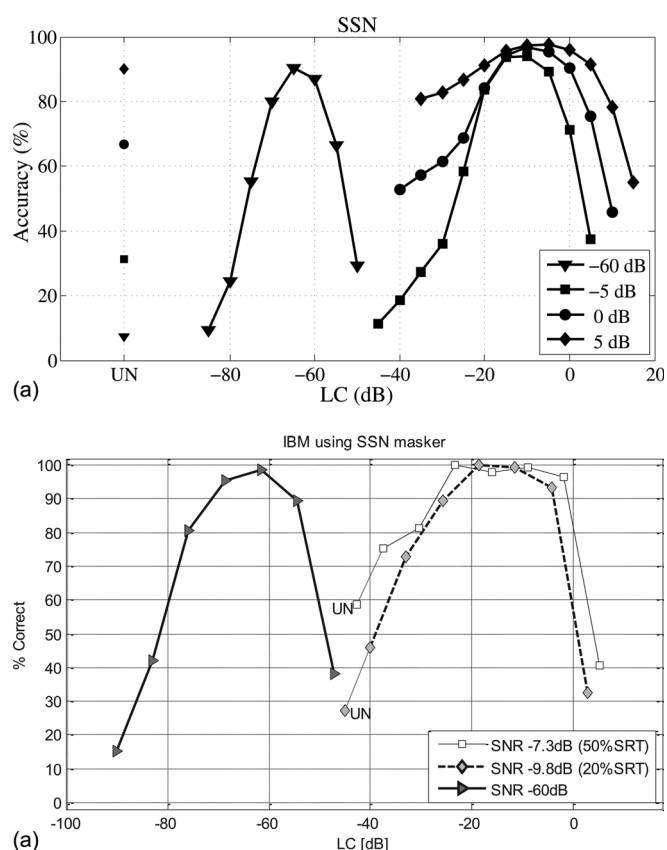 SSN
100
80
60
40
20
0
Accuracy (%)
−60 dB
−5 dB
0 dB
5 dB
UN
−80
−60
−40
−20
0
20
LC (dB)
(a)
IBM using SSN masker
100
90
80
70
60
50
40
30
20
10
0
% Correct
UN
UN
SNR -7.3dB (50%SRT)
SNR -9.8dB (20%SRT)
SNR -60dB
-100
-80
-60
-40
-20
0
LC [dB]
(a)